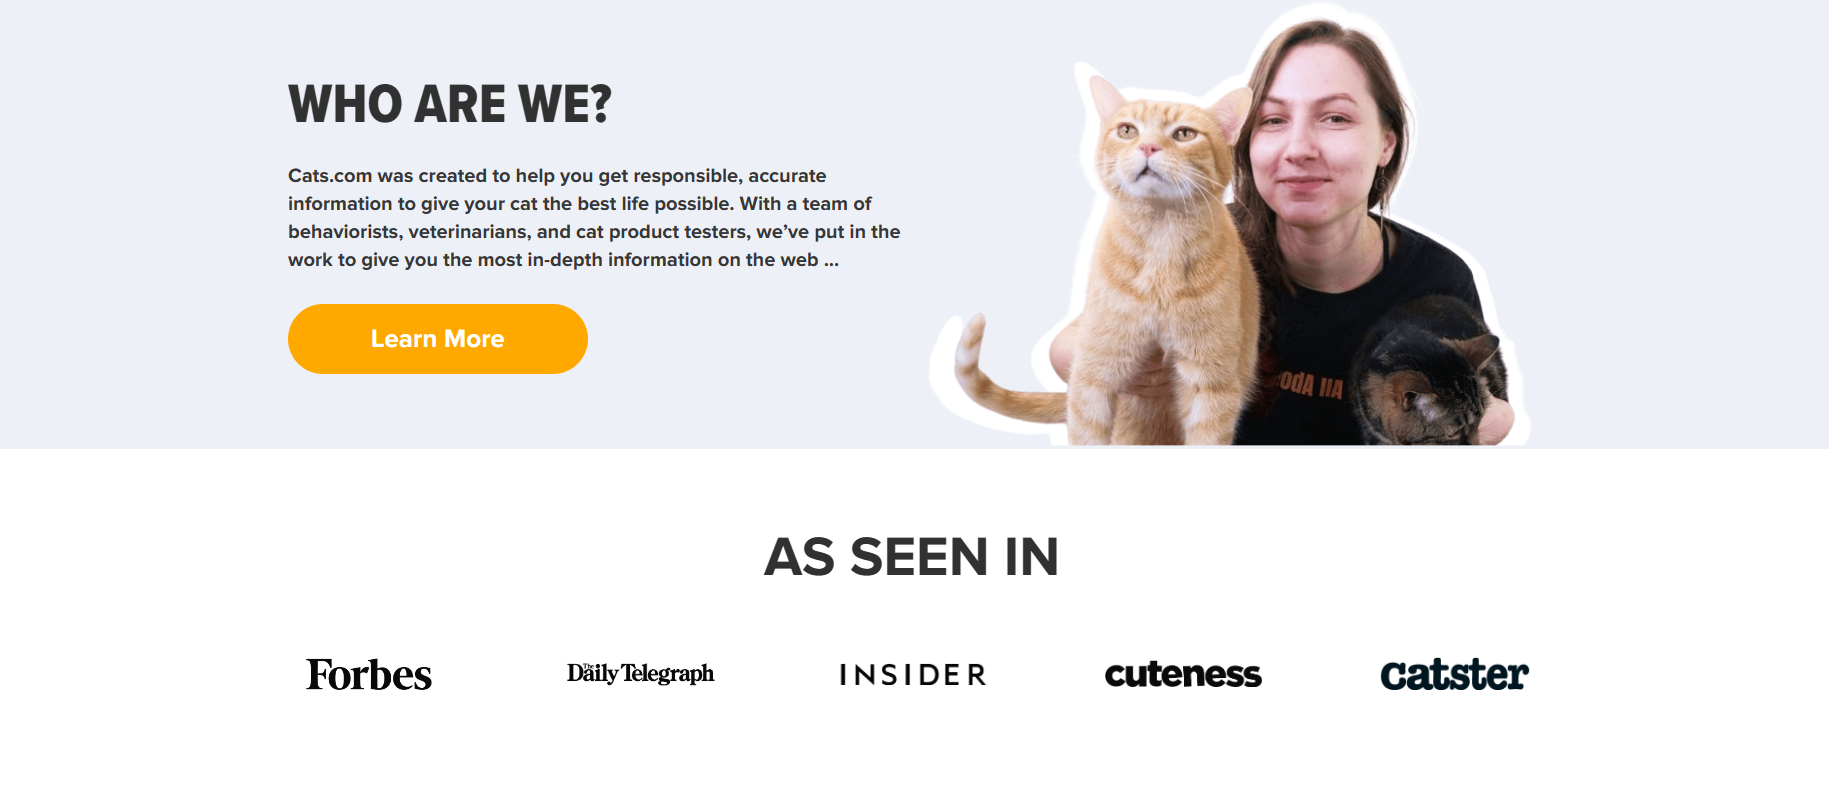 WHO ARE WE?
Cats.com was created to help you get responsible, accurate
information to give your cat the best life possible. With a team of
behaviorists, veterinarians, and cat product testers, we’ve put in the
work to give you the most in-depth information on the web ...
Learn More
All Abo
AS SEEN IN
Forbes
The Daily Telegraph
INSIDER
cuteness
catster